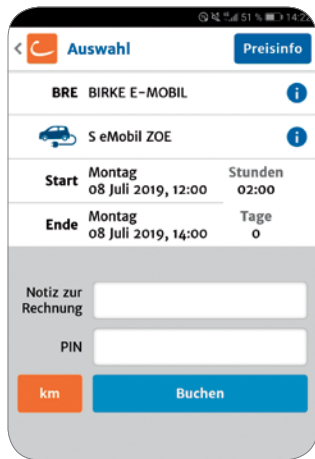 51 % 14:22
Auswahl Preisinfo
BRE BIRKE E-MOBIL
S eMobil ZOE
Start Montag Stunden
08 Juli 2019, 12:00 02:00
Ende Montag Tage
08 Juli 2019, 14:00 0
Notiz zur
Rechnung
PIN
km Buchen